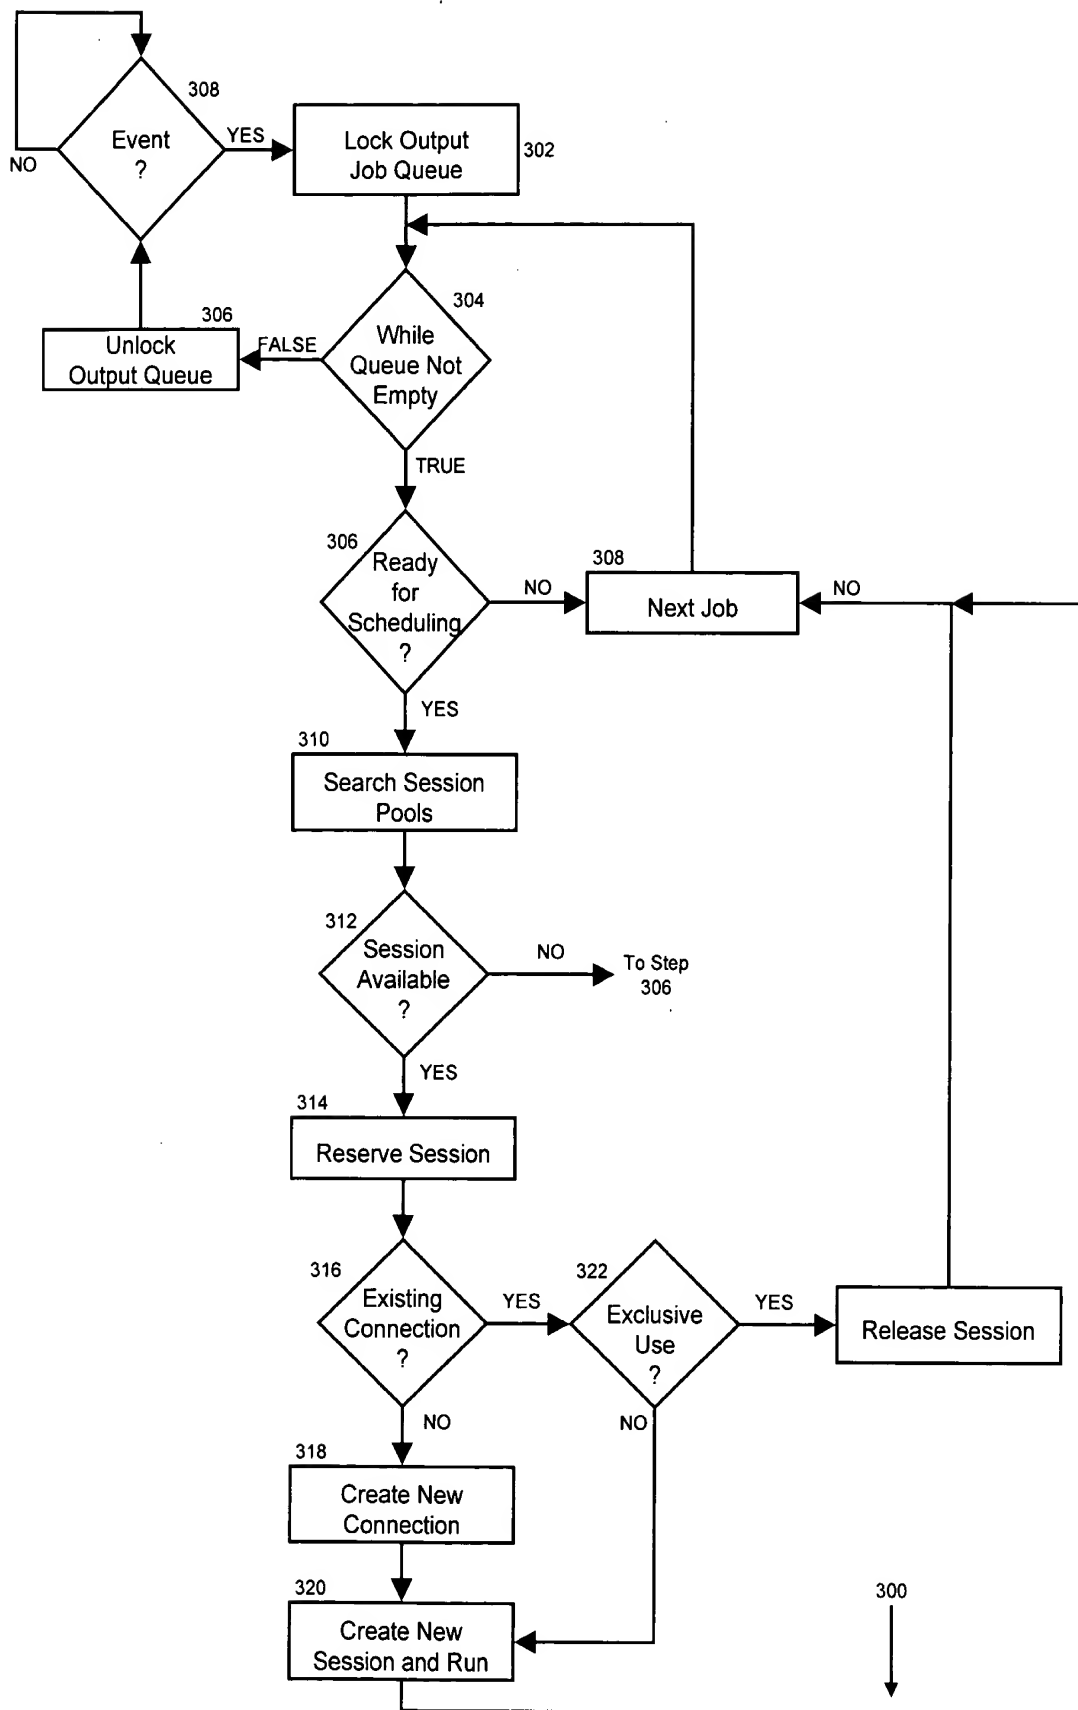 308
Event
?
YES
NO
Lock Output
Job Queue
302
304
While
Queue Not
Empty
FALSE
306
Unlock
Output Queue
TRUE
306
Ready
for
Scheduling
?
NO
308
Next Job
NO
YES
310
Search Session
Pools
312
Session
Available
?
NO
To Step
306
YES
314
Reserve Session
316
Existing
Connection
?
YES
322
Exclusive
Use
?
YES
Release Session
NO
NO
318
Create New
Connection
320
Create New
Session and Run
300